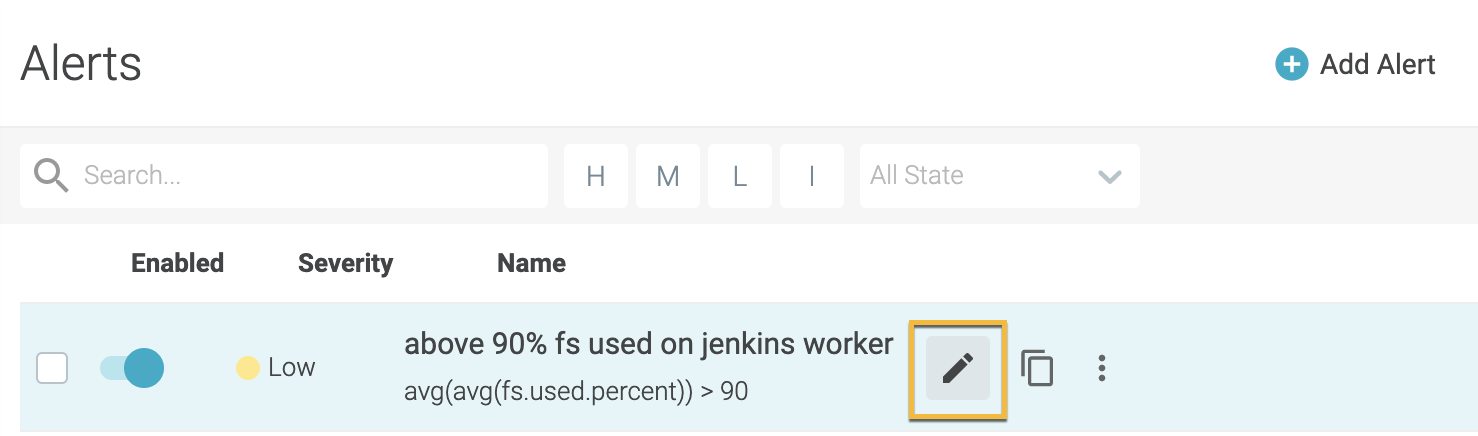 Alerts
Add Alert
Search...
H M L I All State
Enabled Severity Name
above 90% fs used on jenkins worker
Low
avg(avg(fs.used.percent)) > 90